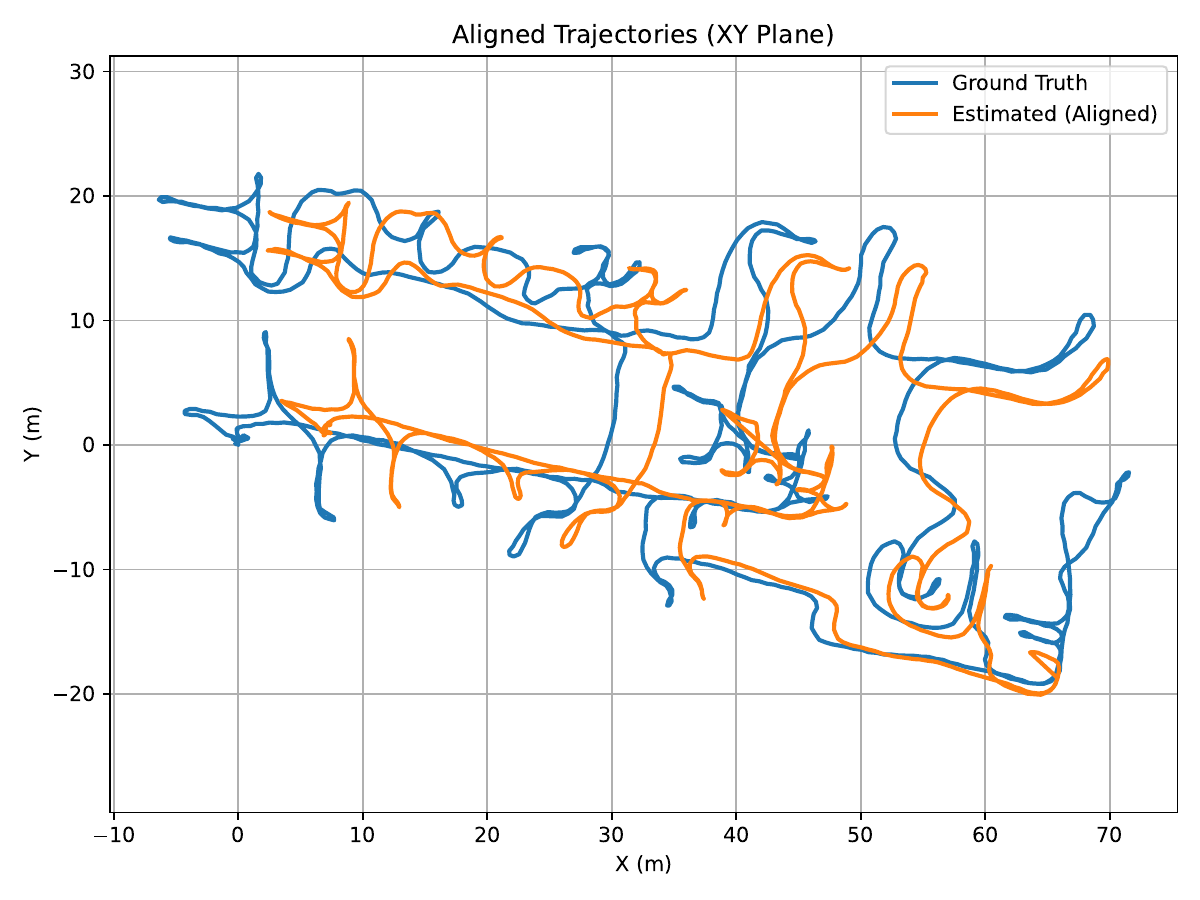 Aligned Trajectories (XY Plane)
Ground Truth
Estimated (Aligned)
30
20
10
0
−10
−20
Y (m)
−10 0 10 20 30 40 50 60 70
X (m)